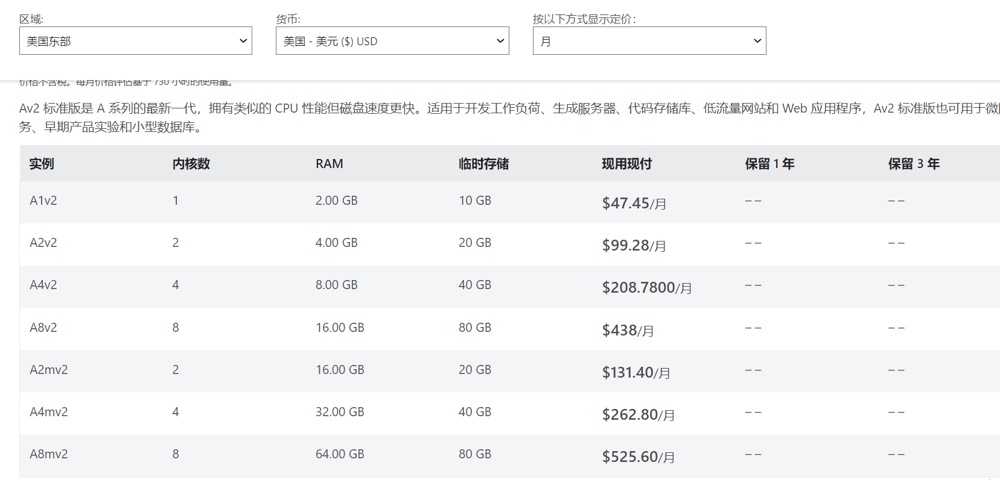 区域: 货币: 按以下方式显示定价:
美国东部 美国 - 美元 ($) USD 月
价格不含税。每月价格评估基于 730 小时的使用量。
Av2 标准版是 A 系列的最新一代，拥有类似的 CPU 性能但磁盘速度更快。适用于开发工作负荷、生成服务器、代码存储库、低流量网站和 Web 应用程序，Av2 标准版也可用于微
务、早期产品实验和小型数据库。
实例 内核数 RAM 临时存储 现用现付 保留 1 年 保留 3 年
A1v2 1 2.00 GB 10 GB $47.45/月 – – – –
A2v2 2 4.00 GB 20 GB $99.28/月 – – – –
A4v2 4 8.00 GB 40 GB $208.7800/月 – – – –
A8v2 8 16.00 GB 80 GB $438/月 – – – –
A2mv2 2 16.00 GB 20 GB $131.40/月 – – – –
A4mv2 4 32.00 GB 40 GB $262.80/月 – – – –
A8mv2 8 64.00 GB 80 GB $525.60/月 – – – –